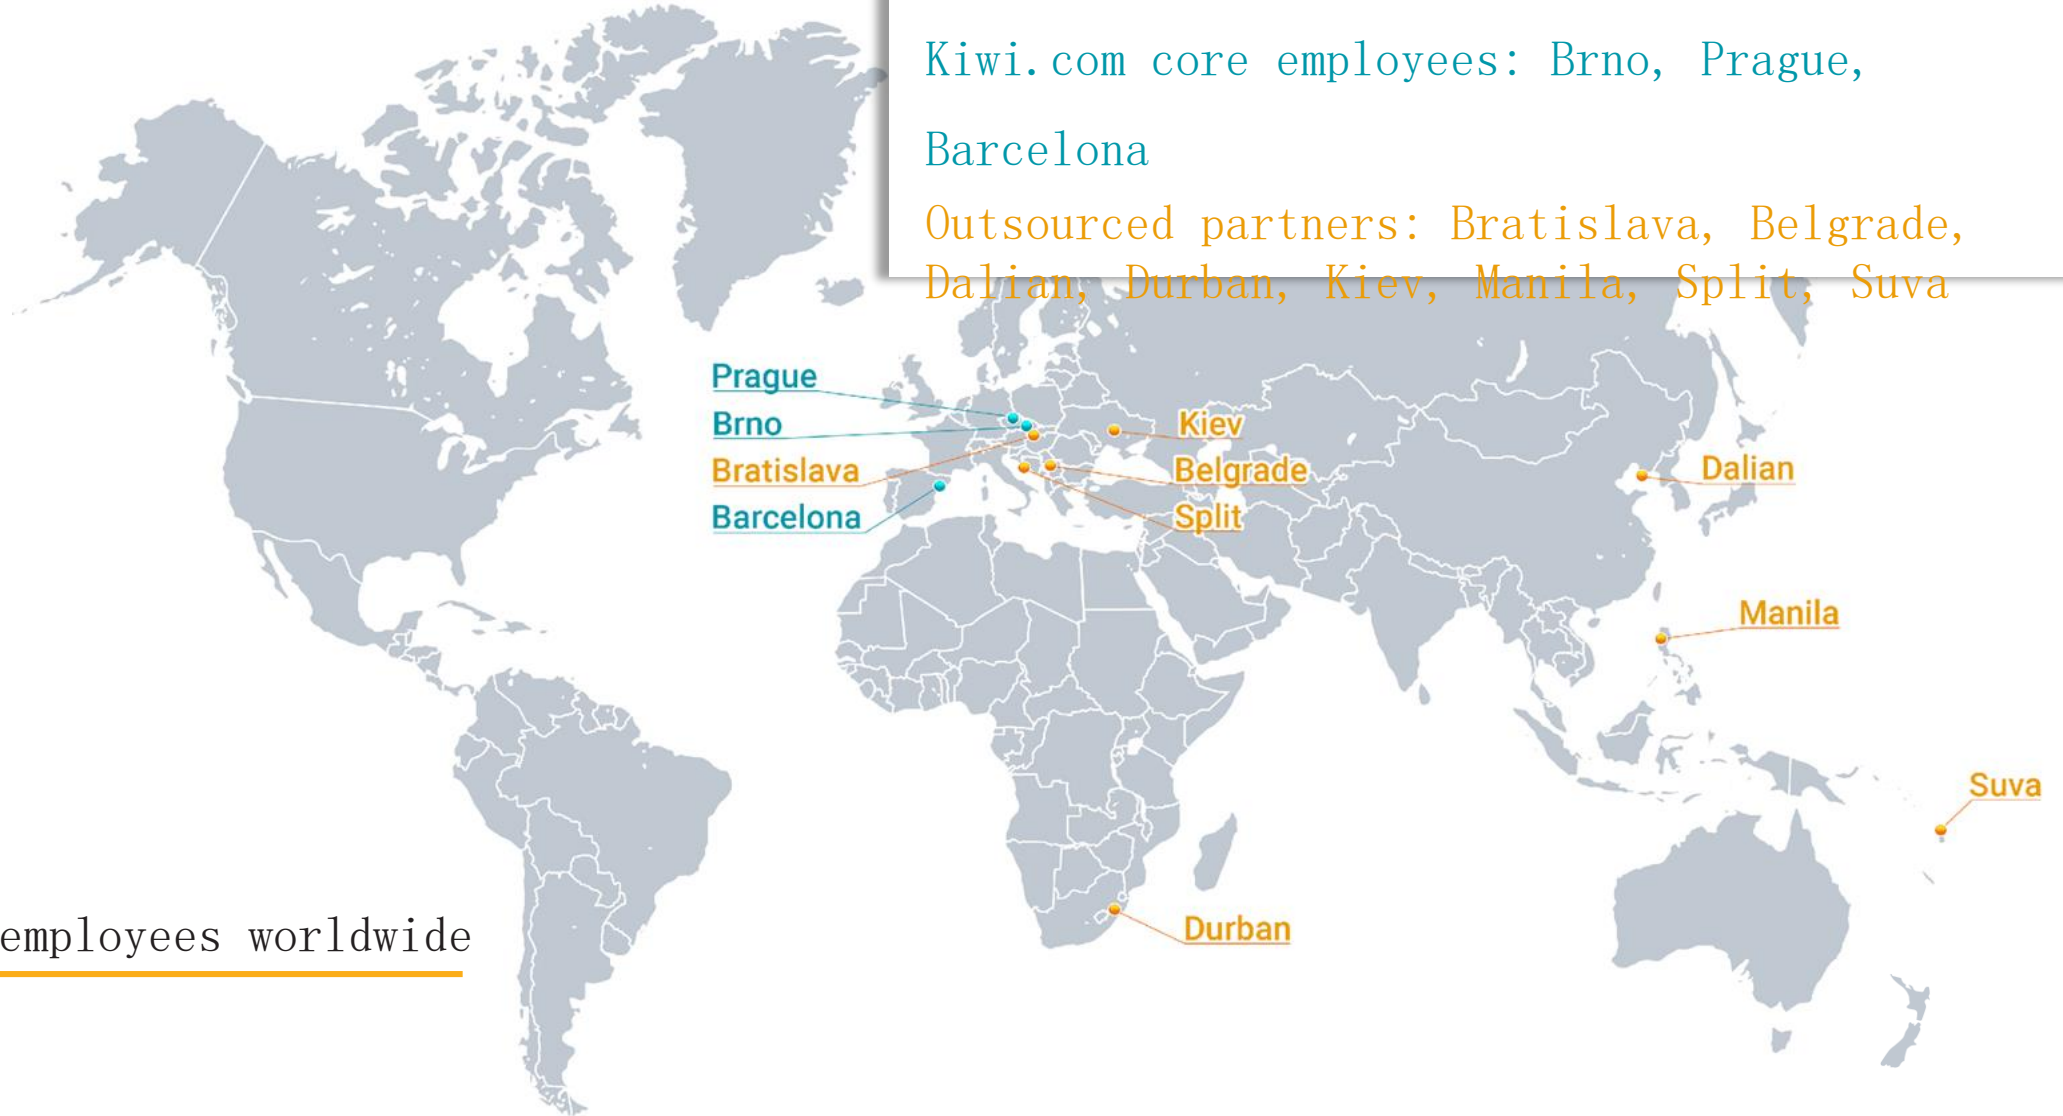 Kiwi.com core employees: Brno, Prague,
Barcelona
Outsourced partners: Bratislava, Belgrade,
Dalian, Durban, Kiev, Manila, Split, Suva
Prague
Brno
Bratislava
Barcelona
Kiev
Belgrade
Split
Dalian
Manila
Suva
Durban
employees worldwide